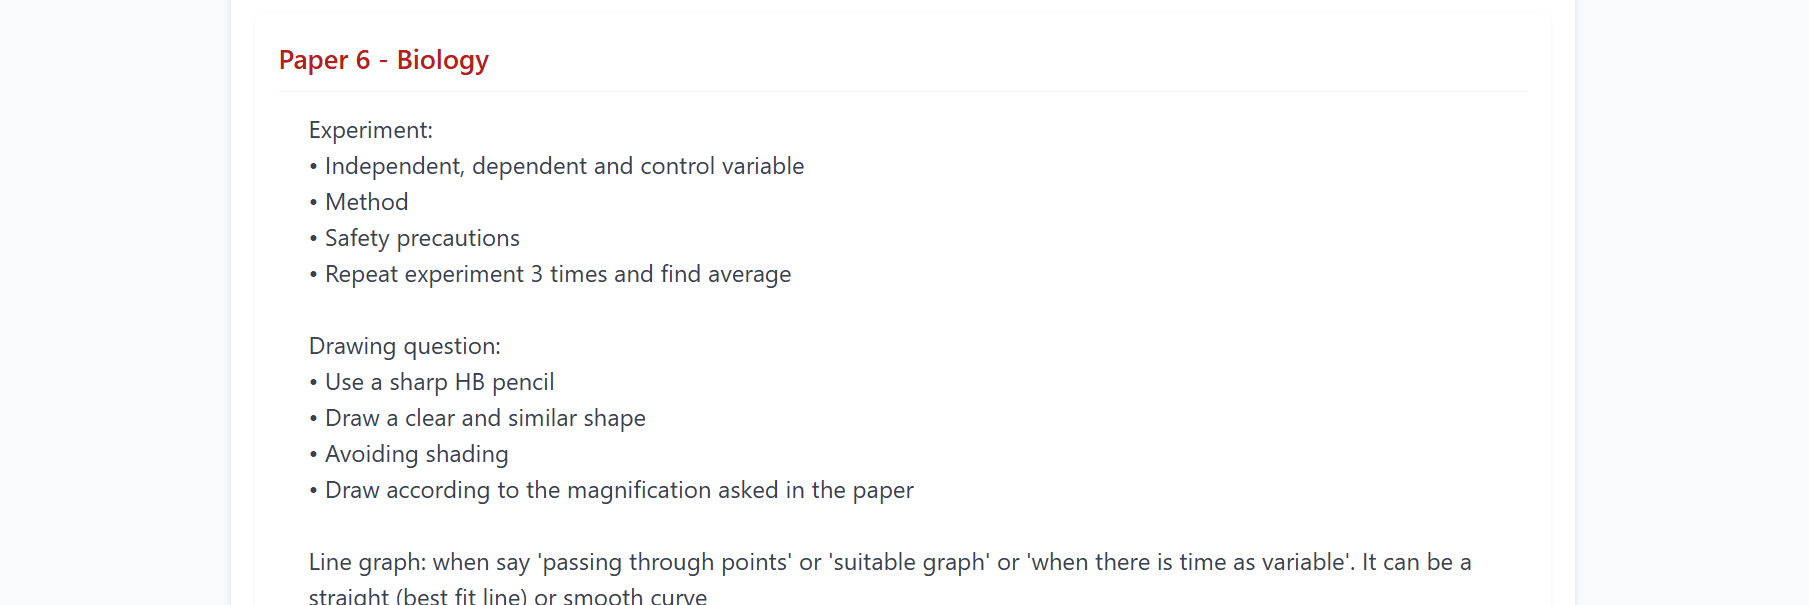 Paper 6 - Biology
Experiment:
• Independent, dependent and control variable
• Method
• Safety precautions
• Repeat experiment 3 times and find average
Drawing question:
• Use a sharp HB pencil
• Draw a clear and similar shape
• Avoiding shading
• Draw according to the magnification asked in the paper
Line graph: when say 'passing through points' or 'suitable graph' or 'when there is time as variable'. It can be a
straight (best fit line) or smooth curve